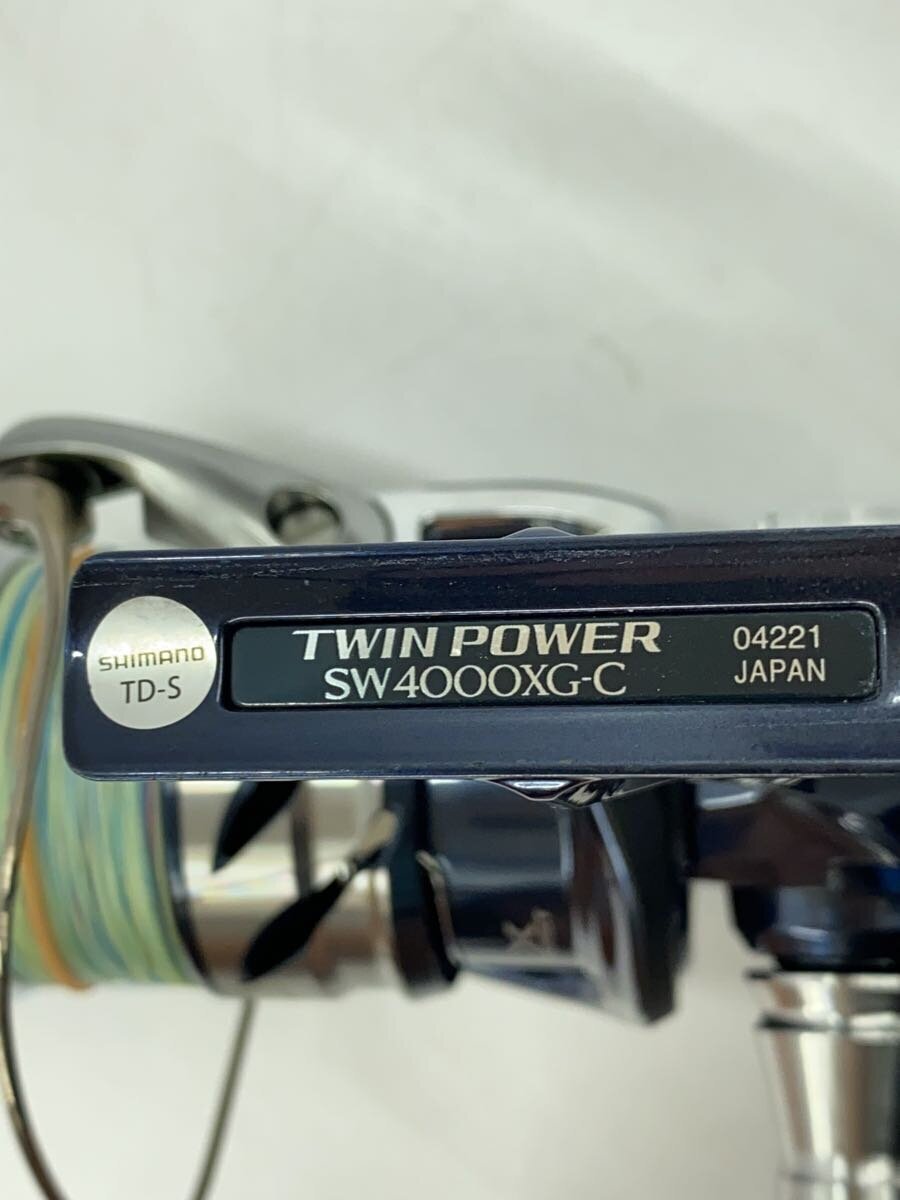 SHIMANO
TD-S
TWIN POWER
SW4000XG-C
04221
JAPAN